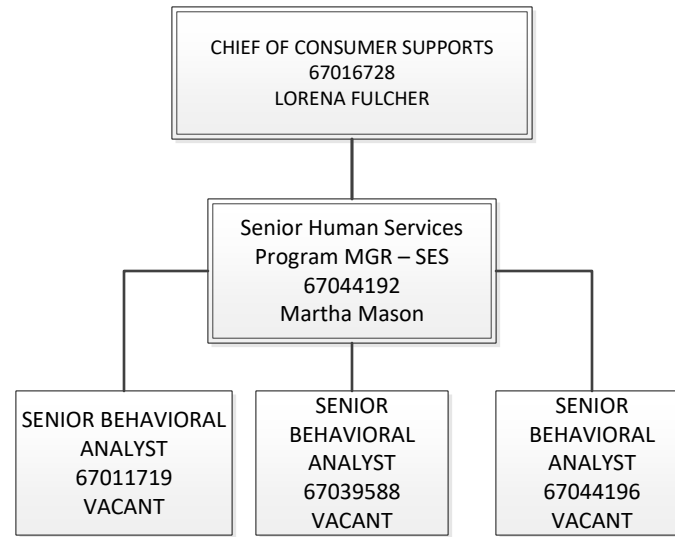 CHIEF OF CONSUMER SUPPORTS
67016728
LORENA FULCHER
Senior Human Services
Program MGR – SES
67044192
Martha Mason
SENIOR BEHAVIORAL
ANALYST
67011719
VACANT
SENIOR
BEHAVIORAL
ANALYST
67039588
VACANT
SENIOR
BEHAVIORAL
ANALYST
67044196
VACANT